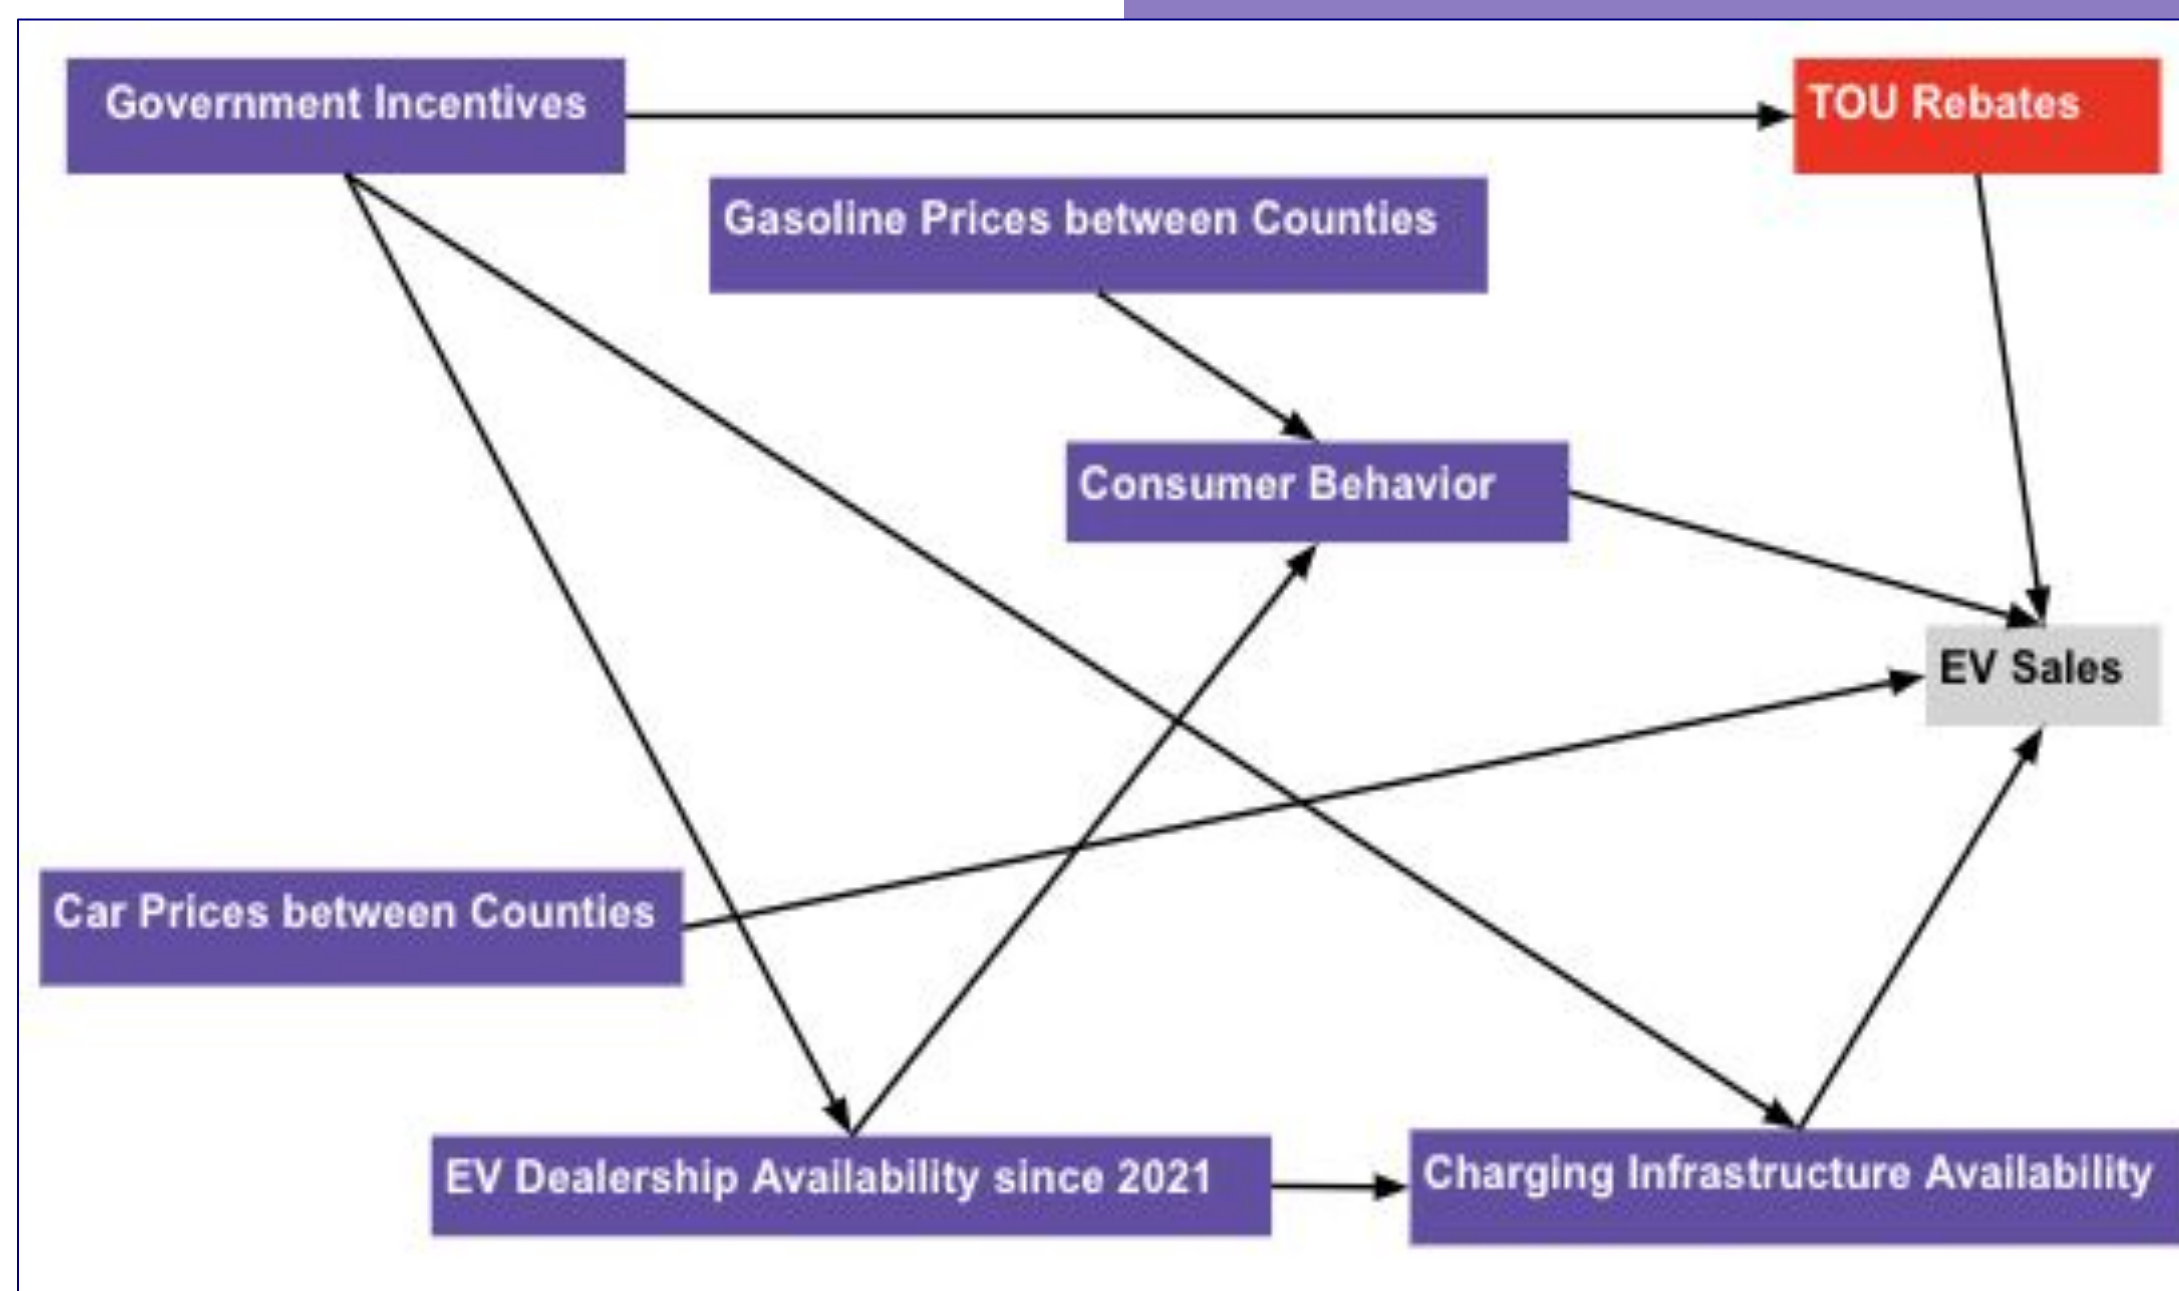 Government Incentives
TOU Rebates
Gasoline Prices between Counties
Consumer Behavior
EV Sales
Car Prices between Counties
EV Dealership Availability since 2021
Charging Infrastructure Availability